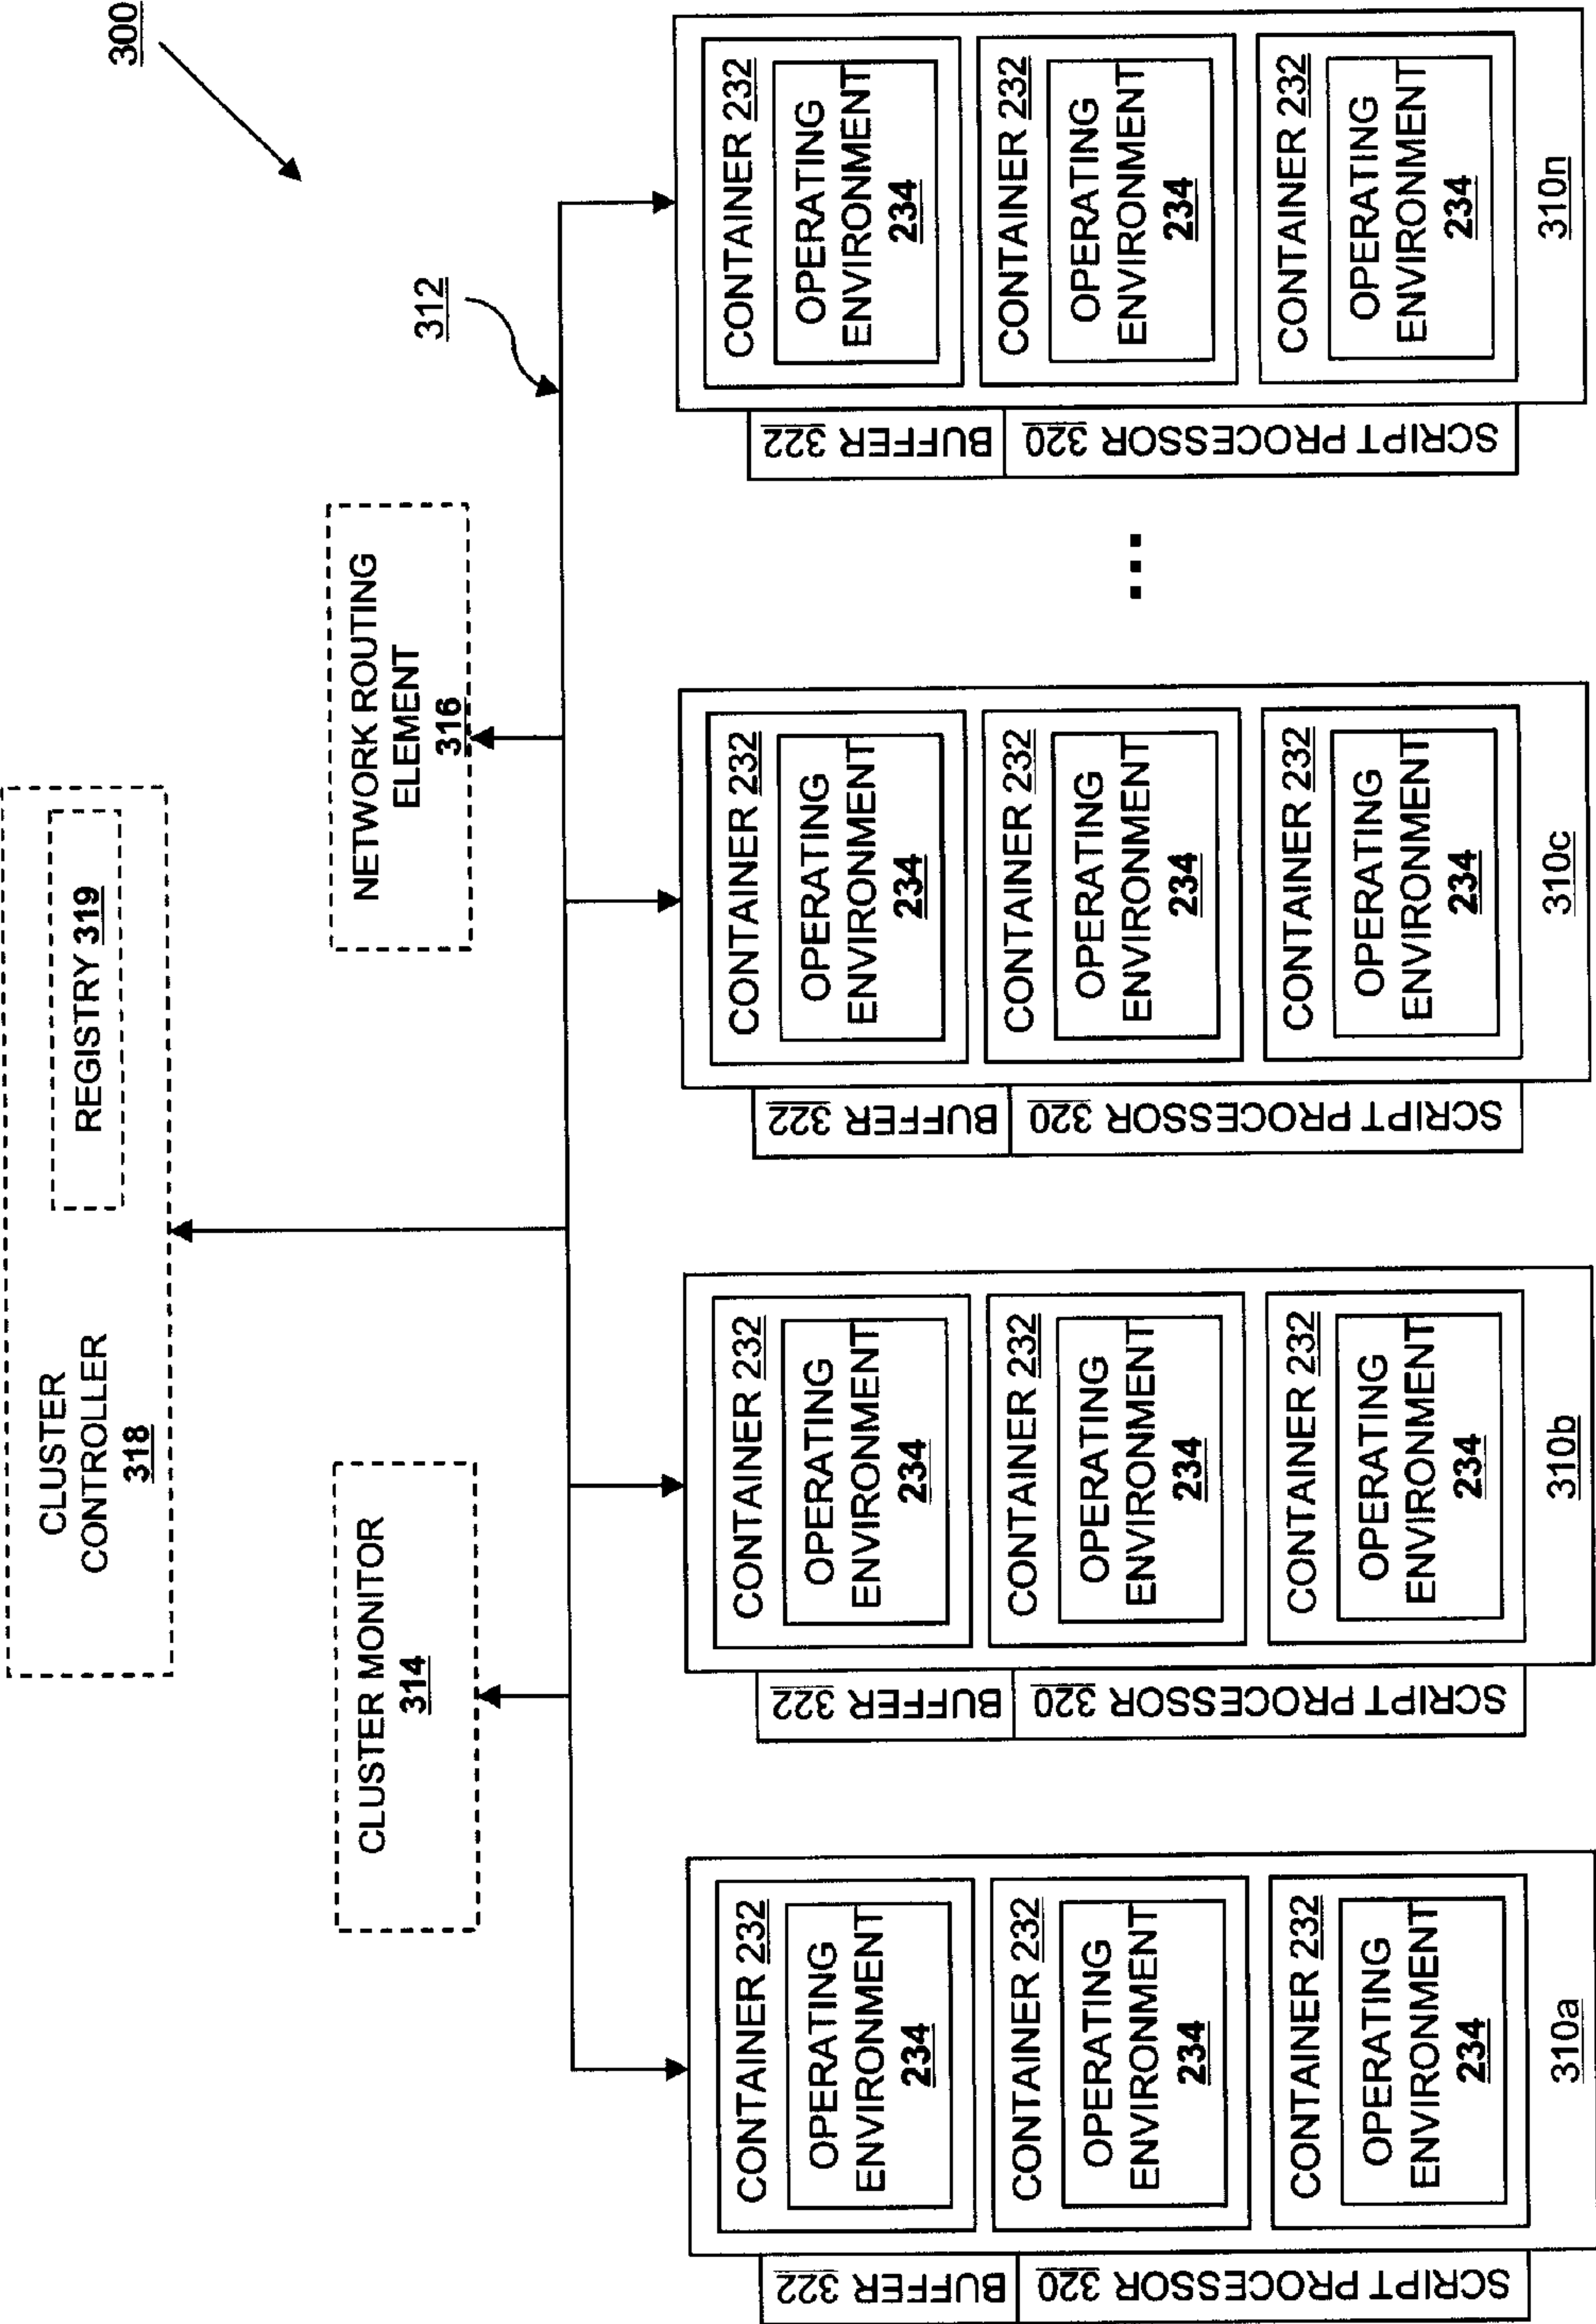 300
CLUSTER
CONTROLLER
318
REGISTRY 319
CLUSTER MONITOR
314
NETWORK ROUTING
ELEMENT
316
312
BUFFER 322
SCRIPT PROCESSOR 320
CONTAINER 232
OPERATING
ENVIRONMENT
234
CONTAINER 232
OPERATING
ENVIRONMENT
234
CONTAINER 232
OPERATING
ENVIRONMENT
234
310a
BUFFER 322
SCRIPT PROCESSOR 320
CONTAINER 232
OPERATING
ENVIRONMENT
234
CONTAINER 232
OPERATING
ENVIRONMENT
234
CONTAINER 232
OPERATING
ENVIRONMENT
234
310b
BUFFER 322
SCRIPT PROCESSOR 320
CONTAINER 232
OPERATING
ENVIRONMENT
234
CONTAINER 232
OPERATING
ENVIRONMENT
234
CONTAINER 232
OPERATING
ENVIRONMENT
234
310c
...
BUFFER 322
SCRIPT PROCESSOR 320
CONTAINER 232
OPERATING
ENVIRONMENT
234
CONTAINER 232
OPERATING
ENVIRONMENT
234
CONTAINER 232
OPERATING
ENVIRONMENT
234
310n